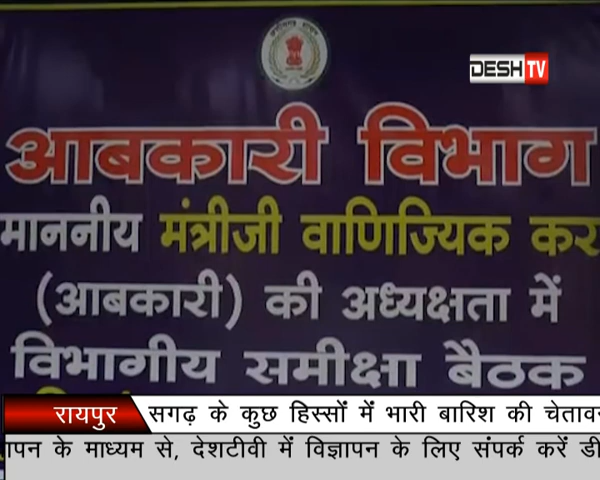 DESH TV
आबकारी विभाग
माननीय मंत्रीजी वाणिज्यिक कर
(आबकारी) की अध्यक्षता में
विभागीय समीक्षा बैठक
रायपुर सगढ़ के कुछ हिस्सों में भारी बारिश की चेताव
ापन के माध्यम से, देशटीवी में विज्ञापन के लिए संपर्क करें डी